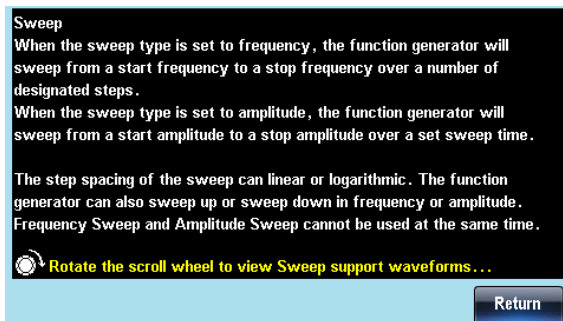 Sweep
When the sweep type is set to frequency, the function generator will
sweep from a start frequency to a stop frequency over a number of
designated steps.
When the sweep type is set to amplitude, the function generator will
sweep from a start amplitude to a stop amplitude over a set sweep time.
The step spacing of the sweep can linear or logarithmic. The function
generator can also sweep up or sweep down in frequency or amplitude.
Frequency Sweep and Amplitude Sweep cannot be used at the same time.
Rotate the scroll wheel to view Sweep support waveforms...
Return